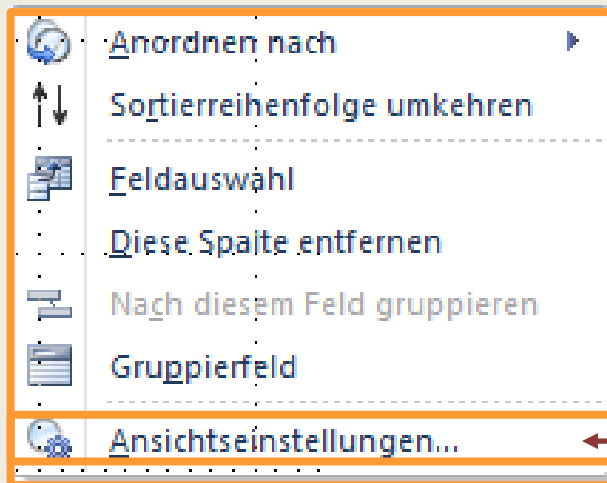 Anordnen nach
Sortierreihenfolge umkehren
Feldauswahl
Diese Spalte entfernen
Nach diesem Feld gruppieren
Gruppierfeld
Ansichtseinstellungen...